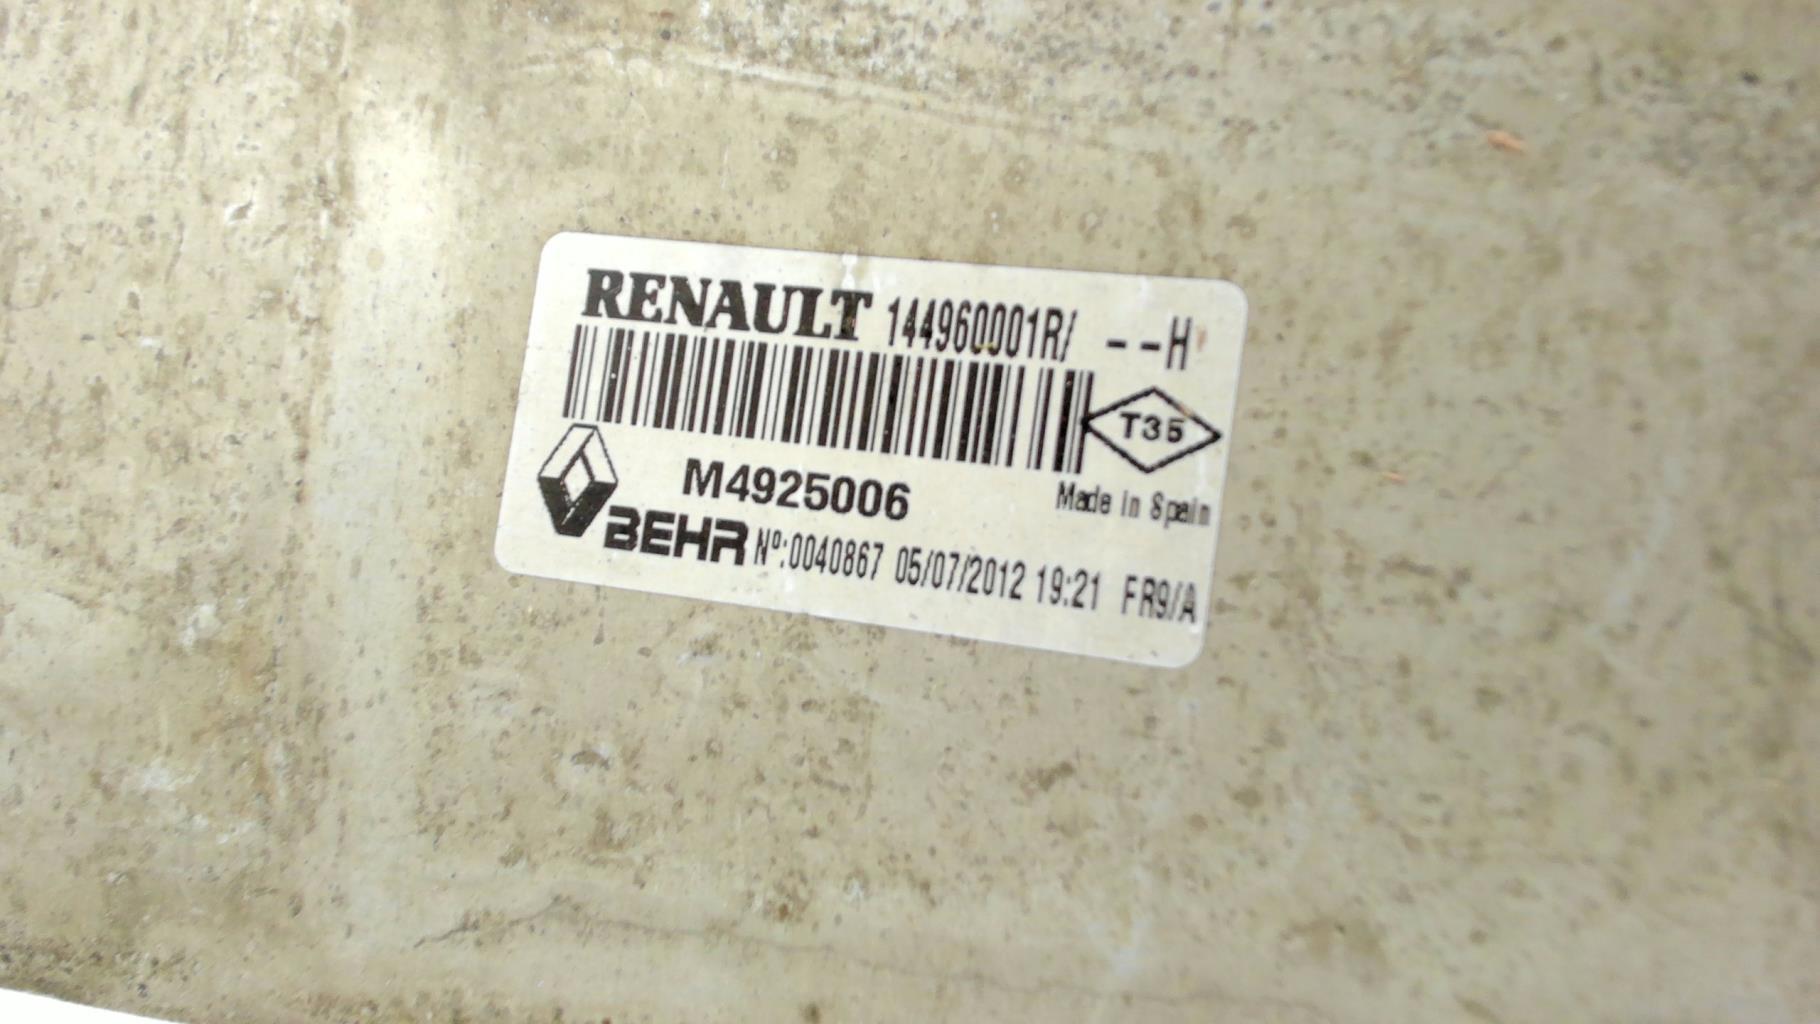 RENAULT 144960001R/ --H
T35
M4925006
Made in Spain
BEHR Nº:0040867 05/07/2012 19:21 FR9/A